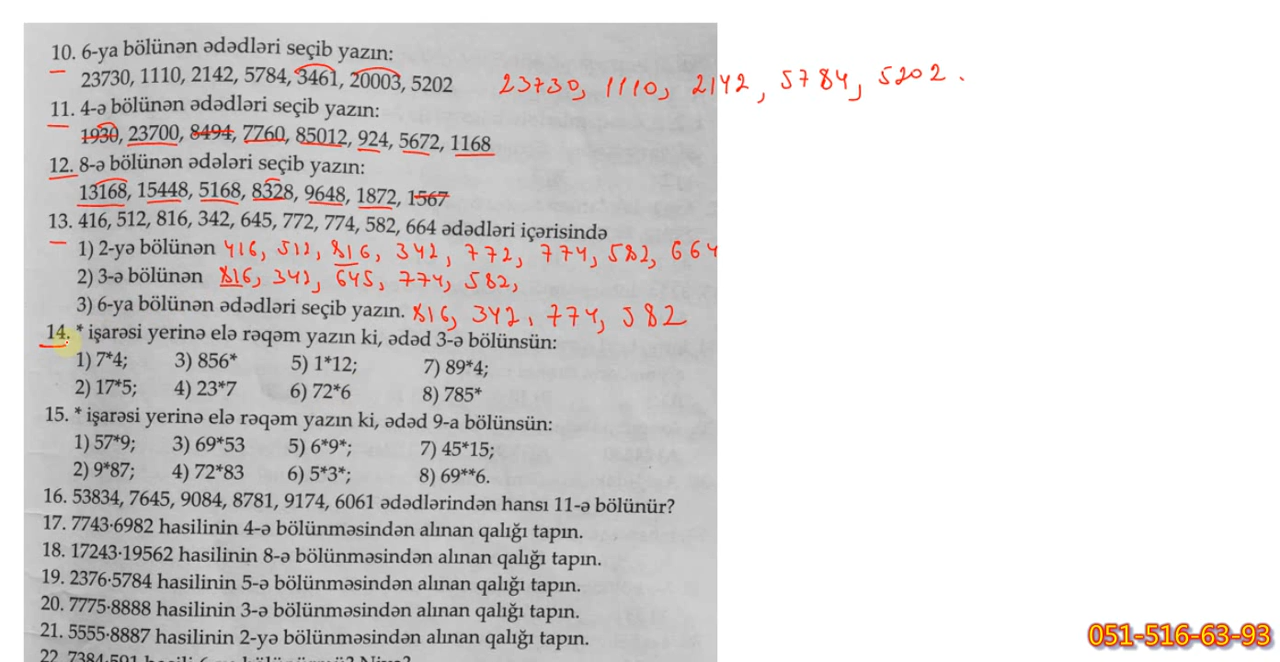 10. 6-ya bölünən ədədləri seçib yazın:
23730, 1110, 2142, 5784, 3461, 20003, 5202 23730, 1110, 2142, 5784, 5202.
11. 4-ə bölünən ədədləri seçib yazın:
1930, 23700, 8494, 7760, 85012, 924, 5672, 1168
12. 8-ə bölünən ədələri seçib yazın:
13168, 15448, 5168, 8328, 9648, 1872, 1567
13. 416, 512, 816, 342, 645, 772, 774, 582, 664 ədədləri içərisində
1) 2-yə bölünən 416, 512, 816, 342, 772, 774, 582, 664
2) 3-ə bölünən 816, 342, 645, 774, 582,
3) 6-ya bölünən ədədləri seçib yazın. 816, 342, 774, 582
14. * işarəsi yerinə elə rəqəm yazın ki, ədəd 3-ə bölünsün:
1) 7*4; 3) 856* 5) 1*12; 7) 89*4;
2) 17*5; 4) 23*7 6) 72*6 8) 785*
15. * işarəsi yerinə elə rəqəm yazın ki, ədəd 9-a bölünsün:
1) 57*9; 3) 69*53 5) 6*9*; 7) 45*15;
2) 9*87; 4) 72*83 6) 5*3*; 8) 69**6.
16. 53834, 7645, 9084, 8781, 9174, 6061 ədədlərindən hansı 11-ə bölünür?
17. 7743·6982 hasilinin 4-ə bölünməsindən alınan qalığı tapın.
18. 17243·19562 hasilinin 8-ə bölünməsindən alınan qalığı tapın.
19. 2376·5784 hasilinin 5-ə bölünməsindən alınan qalığı tapın.
20. 7775·8888 hasilinin 3-ə bölünməsindən alınan qalığı tapın.
21. 5555·8887 hasilinin 2-yə bölünməsindən alınan qalığı tapın.
22. 7384·591 hasili 6-ya bölünürmü? Niyə?
051-516-63-93